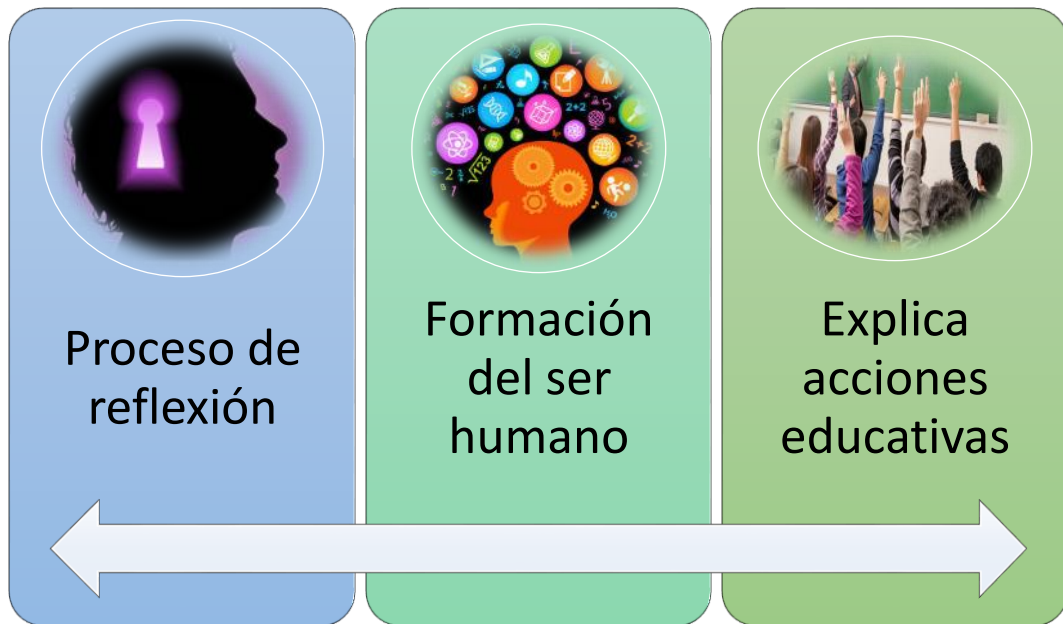 Proceso de
reflexión
Formación
del ser
humano
Explica
acciones
educativas